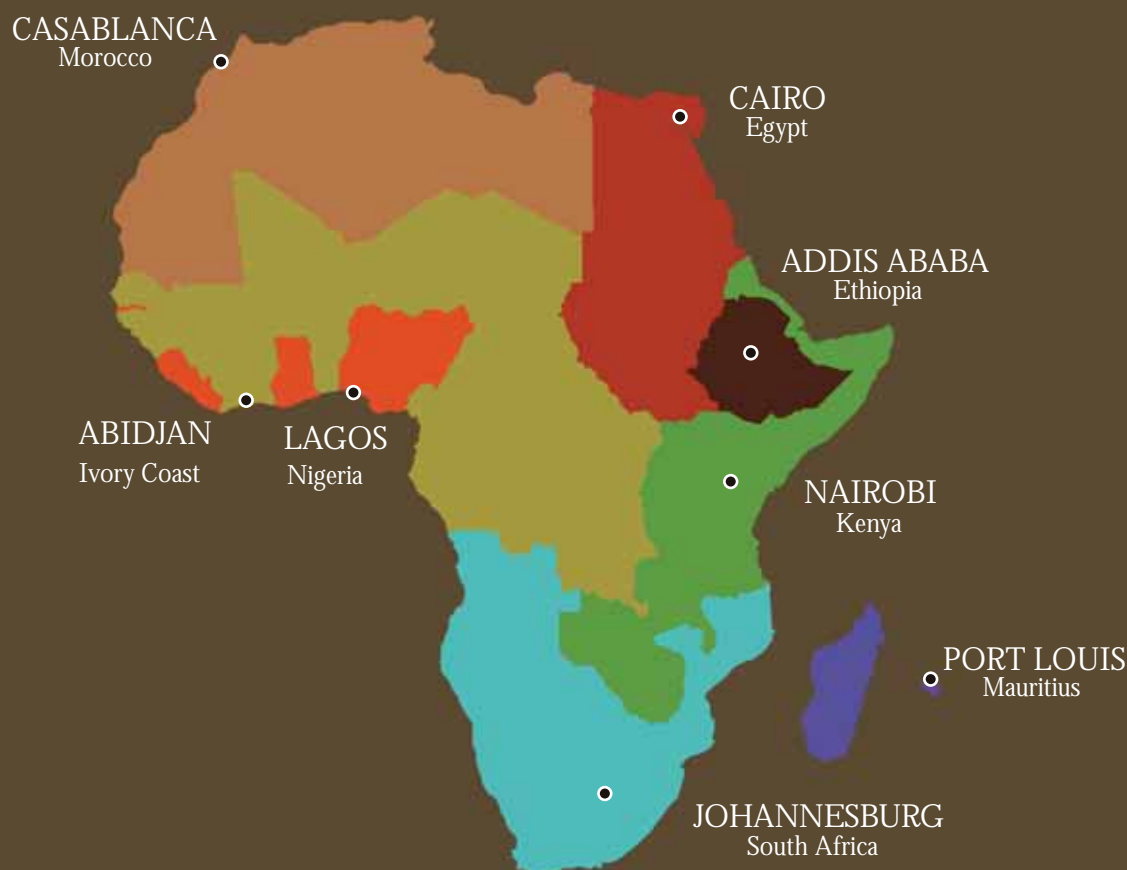 CASABLANCA
Morocco
CAIRO
Egypt
ADDIS ABABA
Ethiopia
ABIDJAN
Ivory Coast
LAGOS
Nigeria
NAIROBI
Kenya
PORT LOUIS
Mauritius
JOHANNESBURG
South Africa